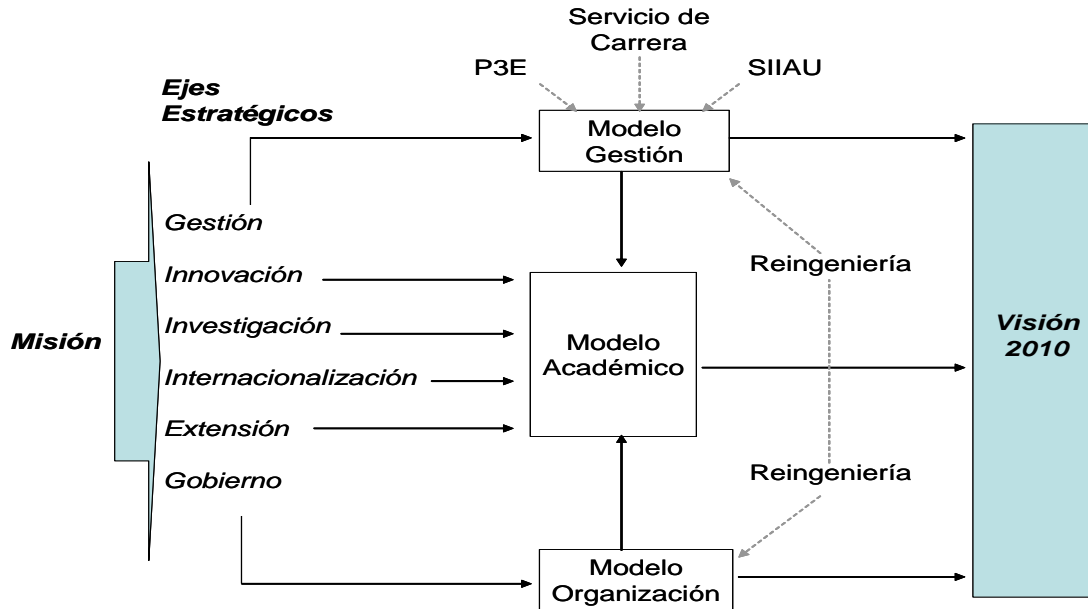 Servicio de
Carrera
P3E
SIIAU
Ejes
Estratégicos
Modelo
Gestión
Gestión
Innovación
Reingeniería
Investigación
Misión
Modelo
Académico
Visión
2010
Internacionalización
Extensión
Gobierno
Reingeniería
Modelo
Organización